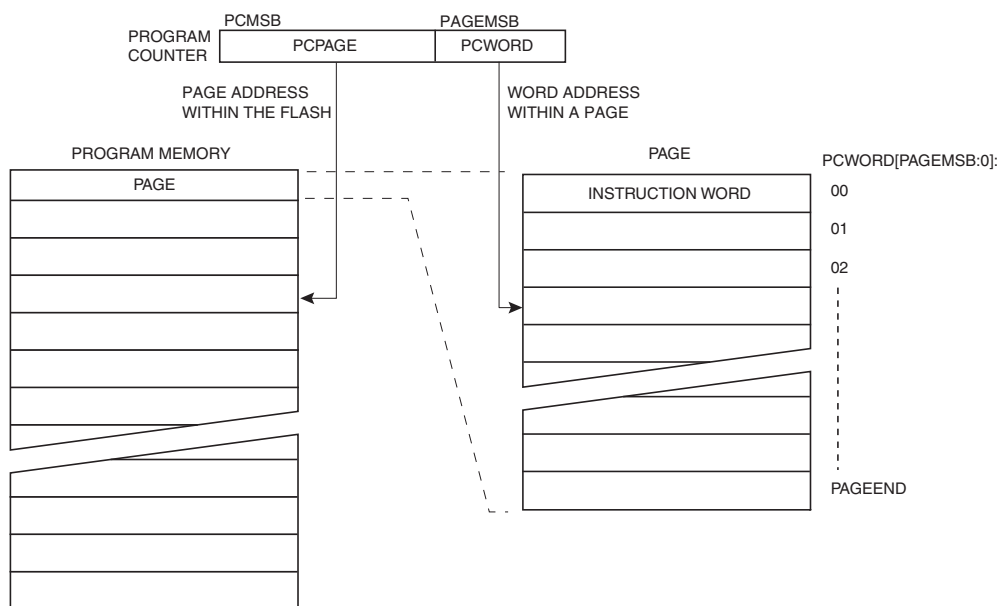 PCMSB
PAGEMSB
PROGRAM
COUNTER
PCPAGE
PCWORD
PAGE ADDRESS
WITHIN THE FLASH
WORD ADDRESS
WITHIN A PAGE
PROGRAM MEMORY
PAGE
PAGE
PCWORD[PAGEMSB:0]:
INSTRUCTION WORD
00
01
02
PAGEEND